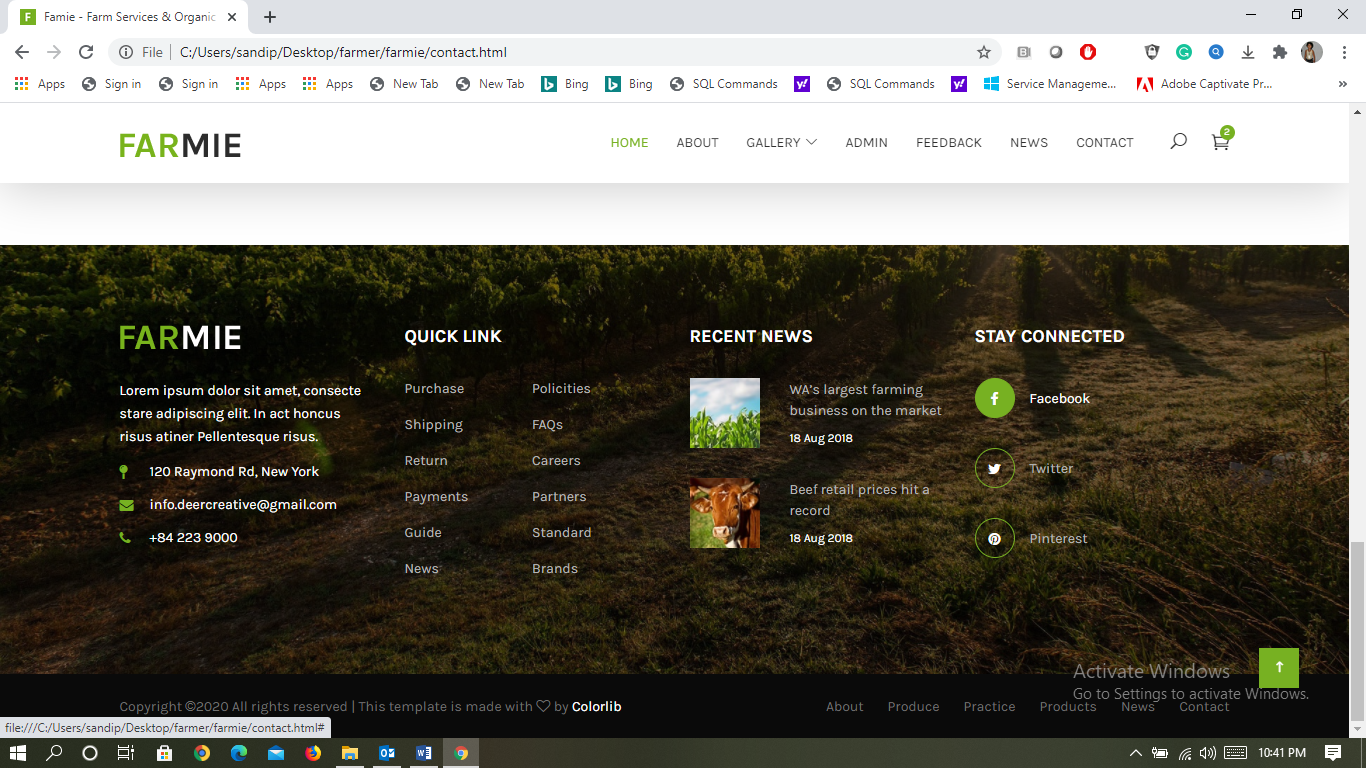 Famie - Farm Services & Organic
File | C:/Users/sandip/Desktop/farmer/farmie/contact.html
Apps Sign in Sign in Apps Apps New Tab New Tab Bing Bing SQL Commands SQL Commands Service Manageme... Adobe Captivate Pr... »
FARMIE
HOME ABOUT GALLERY ADMIN FEEDBACK NEWS CONTACT 2
FARMIE
Lorem ipsum dolor sit amet, consecte
stare adipiscing elit. In act honcus
risus atiner Pellentesque risus.
120 Raymond Rd, New York
info.deercreative@gmail.com
+84 223 9000
QUICK LINK
Purchase
Shipping
Return
Payments
Guide
News
Policities
FAQs
Careers
Partners
Standard
Brands
RECENT NEWS
WA's largest farming
business on the market
18 Aug 2018
Beef retail prices hit a
record
18 Aug 2018
STAY CONNECTED
Facebook
Twitter
Pinterest
Activate Windows
Go to Settings to activate Windows.
Copyright ©2020 All rights reserved | This template is made with ♡ by Colorlib
About Produce Practice Products News Contact
file:///C:/Users/sandip/Desktop/farmer/farmie/contact.html#
10:41 PM